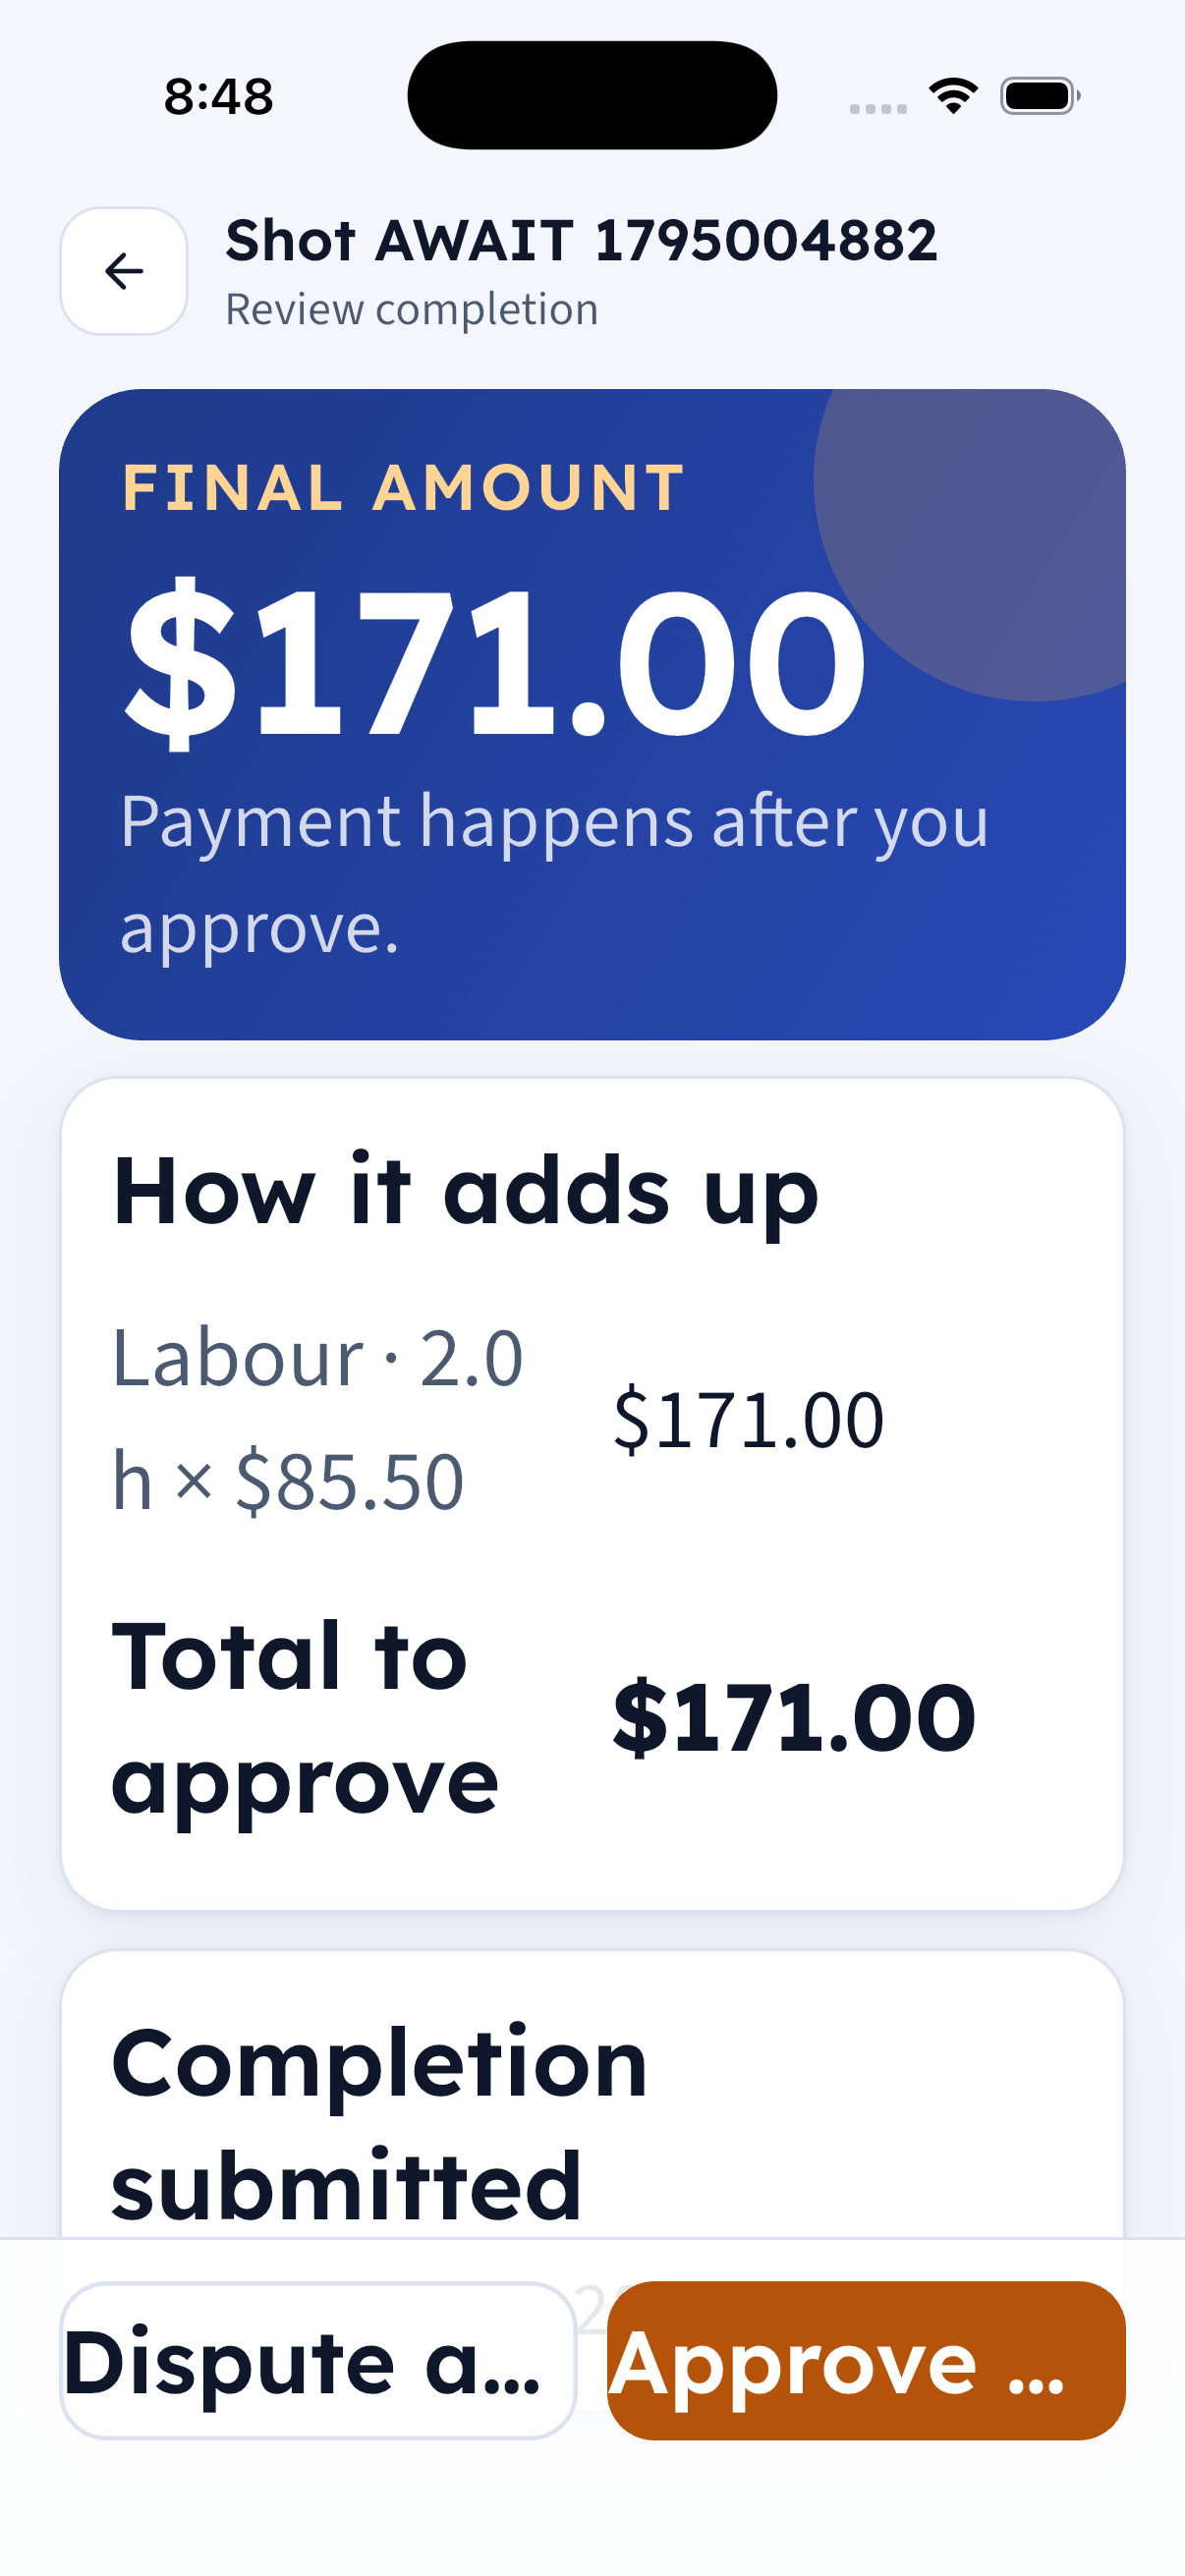 8:48
Shot AWAIT 1795004882
Review completion
FINAL AMOUNT
$171.00
Payment happens after you
approve.
How it adds up
Labour · 2.0
h × $85.50
$171.00
Total to
approve
$171.00
Completion
submitted
Dispute a...
Approve ...